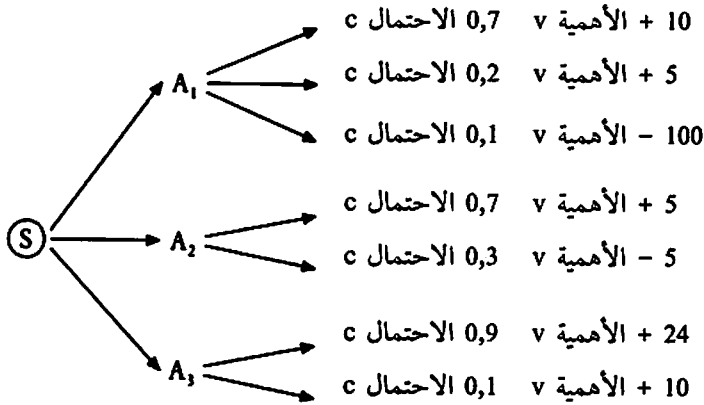 c الاحتمال 0,7 v الأهمية + 10
A₁
c الاحتمال 0,2 v الأهمية + 5
c الاحتمال 0,1 v الأهمية − 100
c الاحتمال 0,7 v الأهمية + 5
S
A₂
c الاحتمال 0,3 v الأهمية − 5
c الاحتمال 0,9 v الأهمية + 24
A₃
c الاحتمال 0,1 v الأهمية + 10